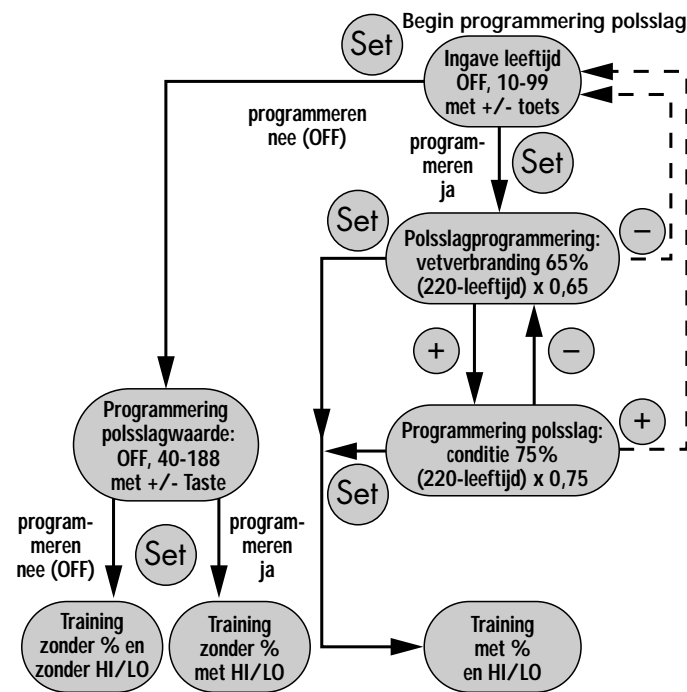 Begin programmering polsslag
Set
Ingave leeftijd
OFF, 10-99
met +/- toets
programmeren
nee (OFF)
program-
meren
ja
Set
Set
Polsslagprogrammering:
vetverbranding 65%
(220-leeftijd) x 0,65
−
+
−
Programmering
polsslagwaarde:
OFF, 40-188
met +/- Taste
Programmering polsslag:
conditie 75%
(220-leeftijd) x 0,75
+
Set
program-
meren
nee (OFF)
Set
program-
meren
ja
Training
zonder % en
zonder HI/LO
Training
zonder %
met HI/LO
Training
met %
en HI/LO